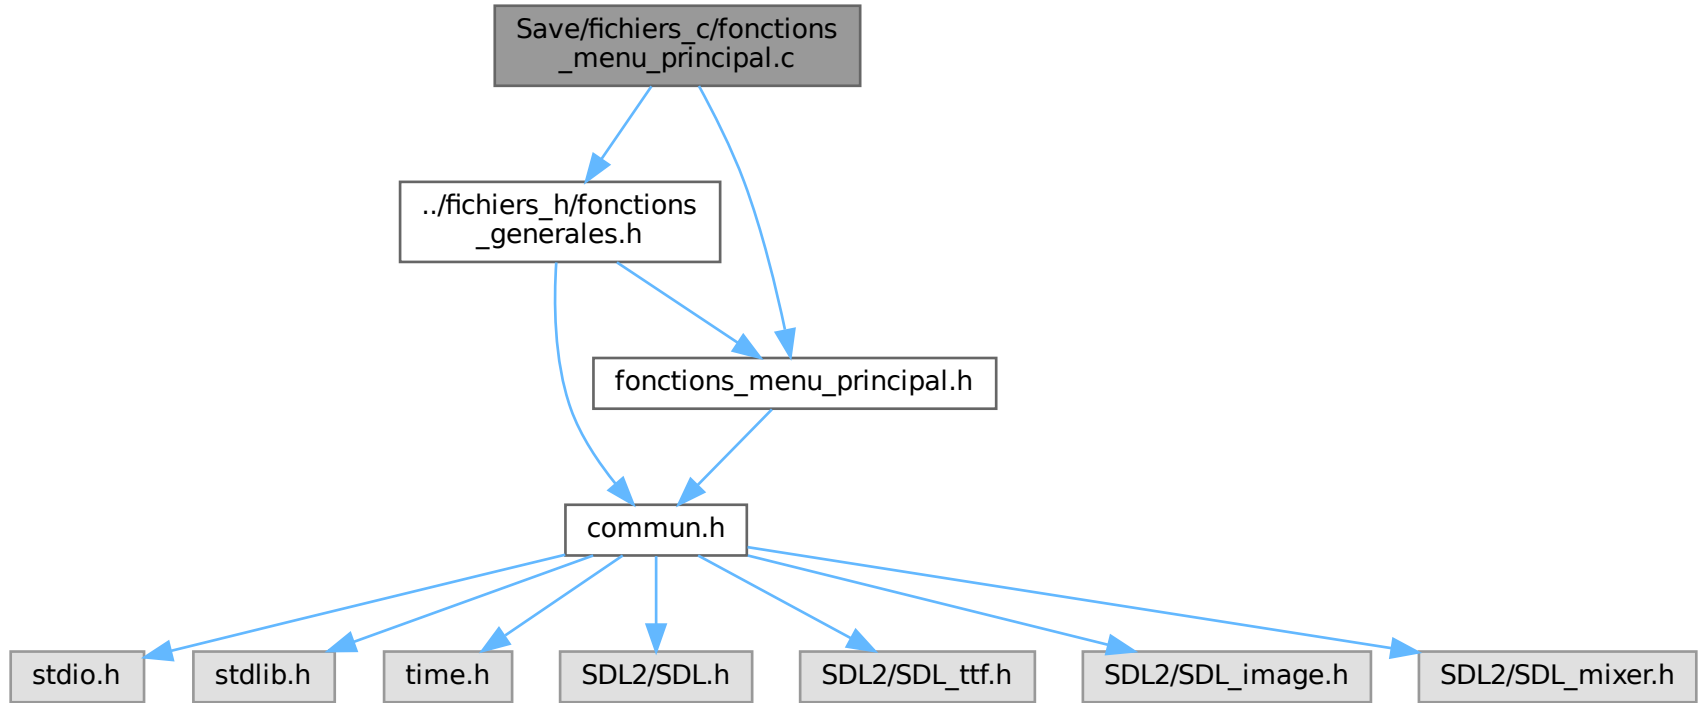 Save/fichiers_c/fonctions
_menu_principal.c
../fichiers_h/fonctions
_generales.h
fonctions_menu_principal.h
commun.h
stdio.h
stdlib.h
time.h
SDL2/SDL.h
SDL2/SDL_ttf.h
SDL2/SDL_image.h
SDL2/SDL_mixer.h